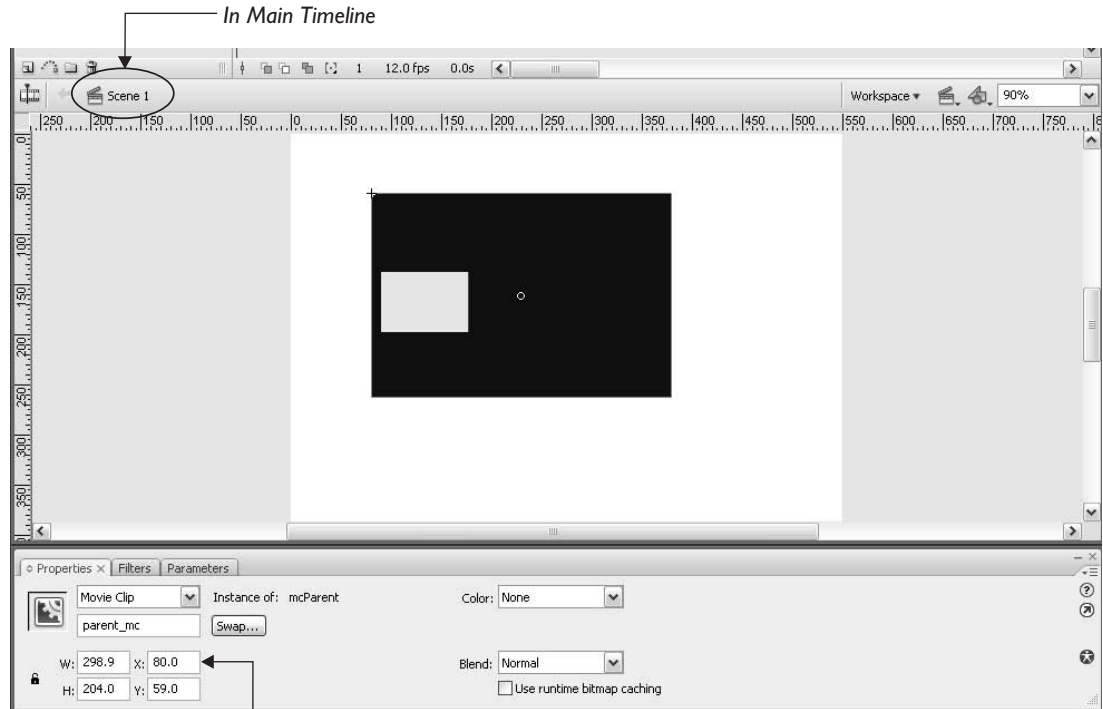 In Main Timeline
1 12.0 fps 0.0s
Scene 1 Workspace 90%
250 200 150 100 50 0 50 100 150 200 250 300 350 400 450 500 550 600 650 700 750 8
0
50
100
150
200
250
300
350
Properties × Filters Parameters
Movie Clip Instance of: mcParent Color: None
parent_mc Swap...
W: 298.9 X: 80.0 Blend: Normal
H: 204.0 Y: 59.0 Use runtime bitmap caching